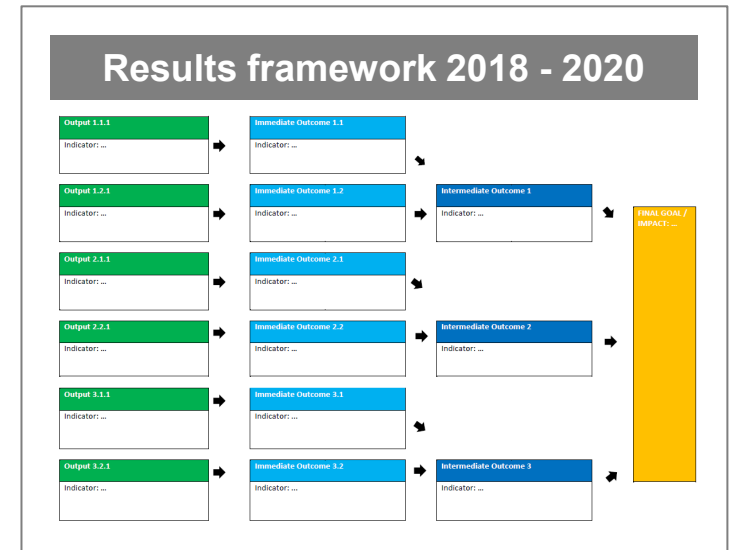 Results framework 2018 - 2020
Output 1.1.1
Indicator: ...
Immediate Outcome 1.1
Indicator: ...
Output 1.2.1
Indicator: ...
Immediate Outcome 1.2
Indicator: ...
Intermediate Outcome 1
Indicator: ...
FINAL GOAL /
IMPACT: ...
Output 2.1.1
Indicator: ...
Immediate Outcome 2.1
Indicator: ...
Output 2.2.1
Indicator: ...
Immediate Outcome 2.2
Indicator: ...
Intermediate Outcome 2
Indicator: ...
Output 3.1.1
Indicator: ...
Immediate Outcome 3.1
Indicator: ...
Output 3.2.1
Indicator: ...
Immediate Outcome 3.2
Indicator: ...
Intermediate Outcome 3
Indicator: ...